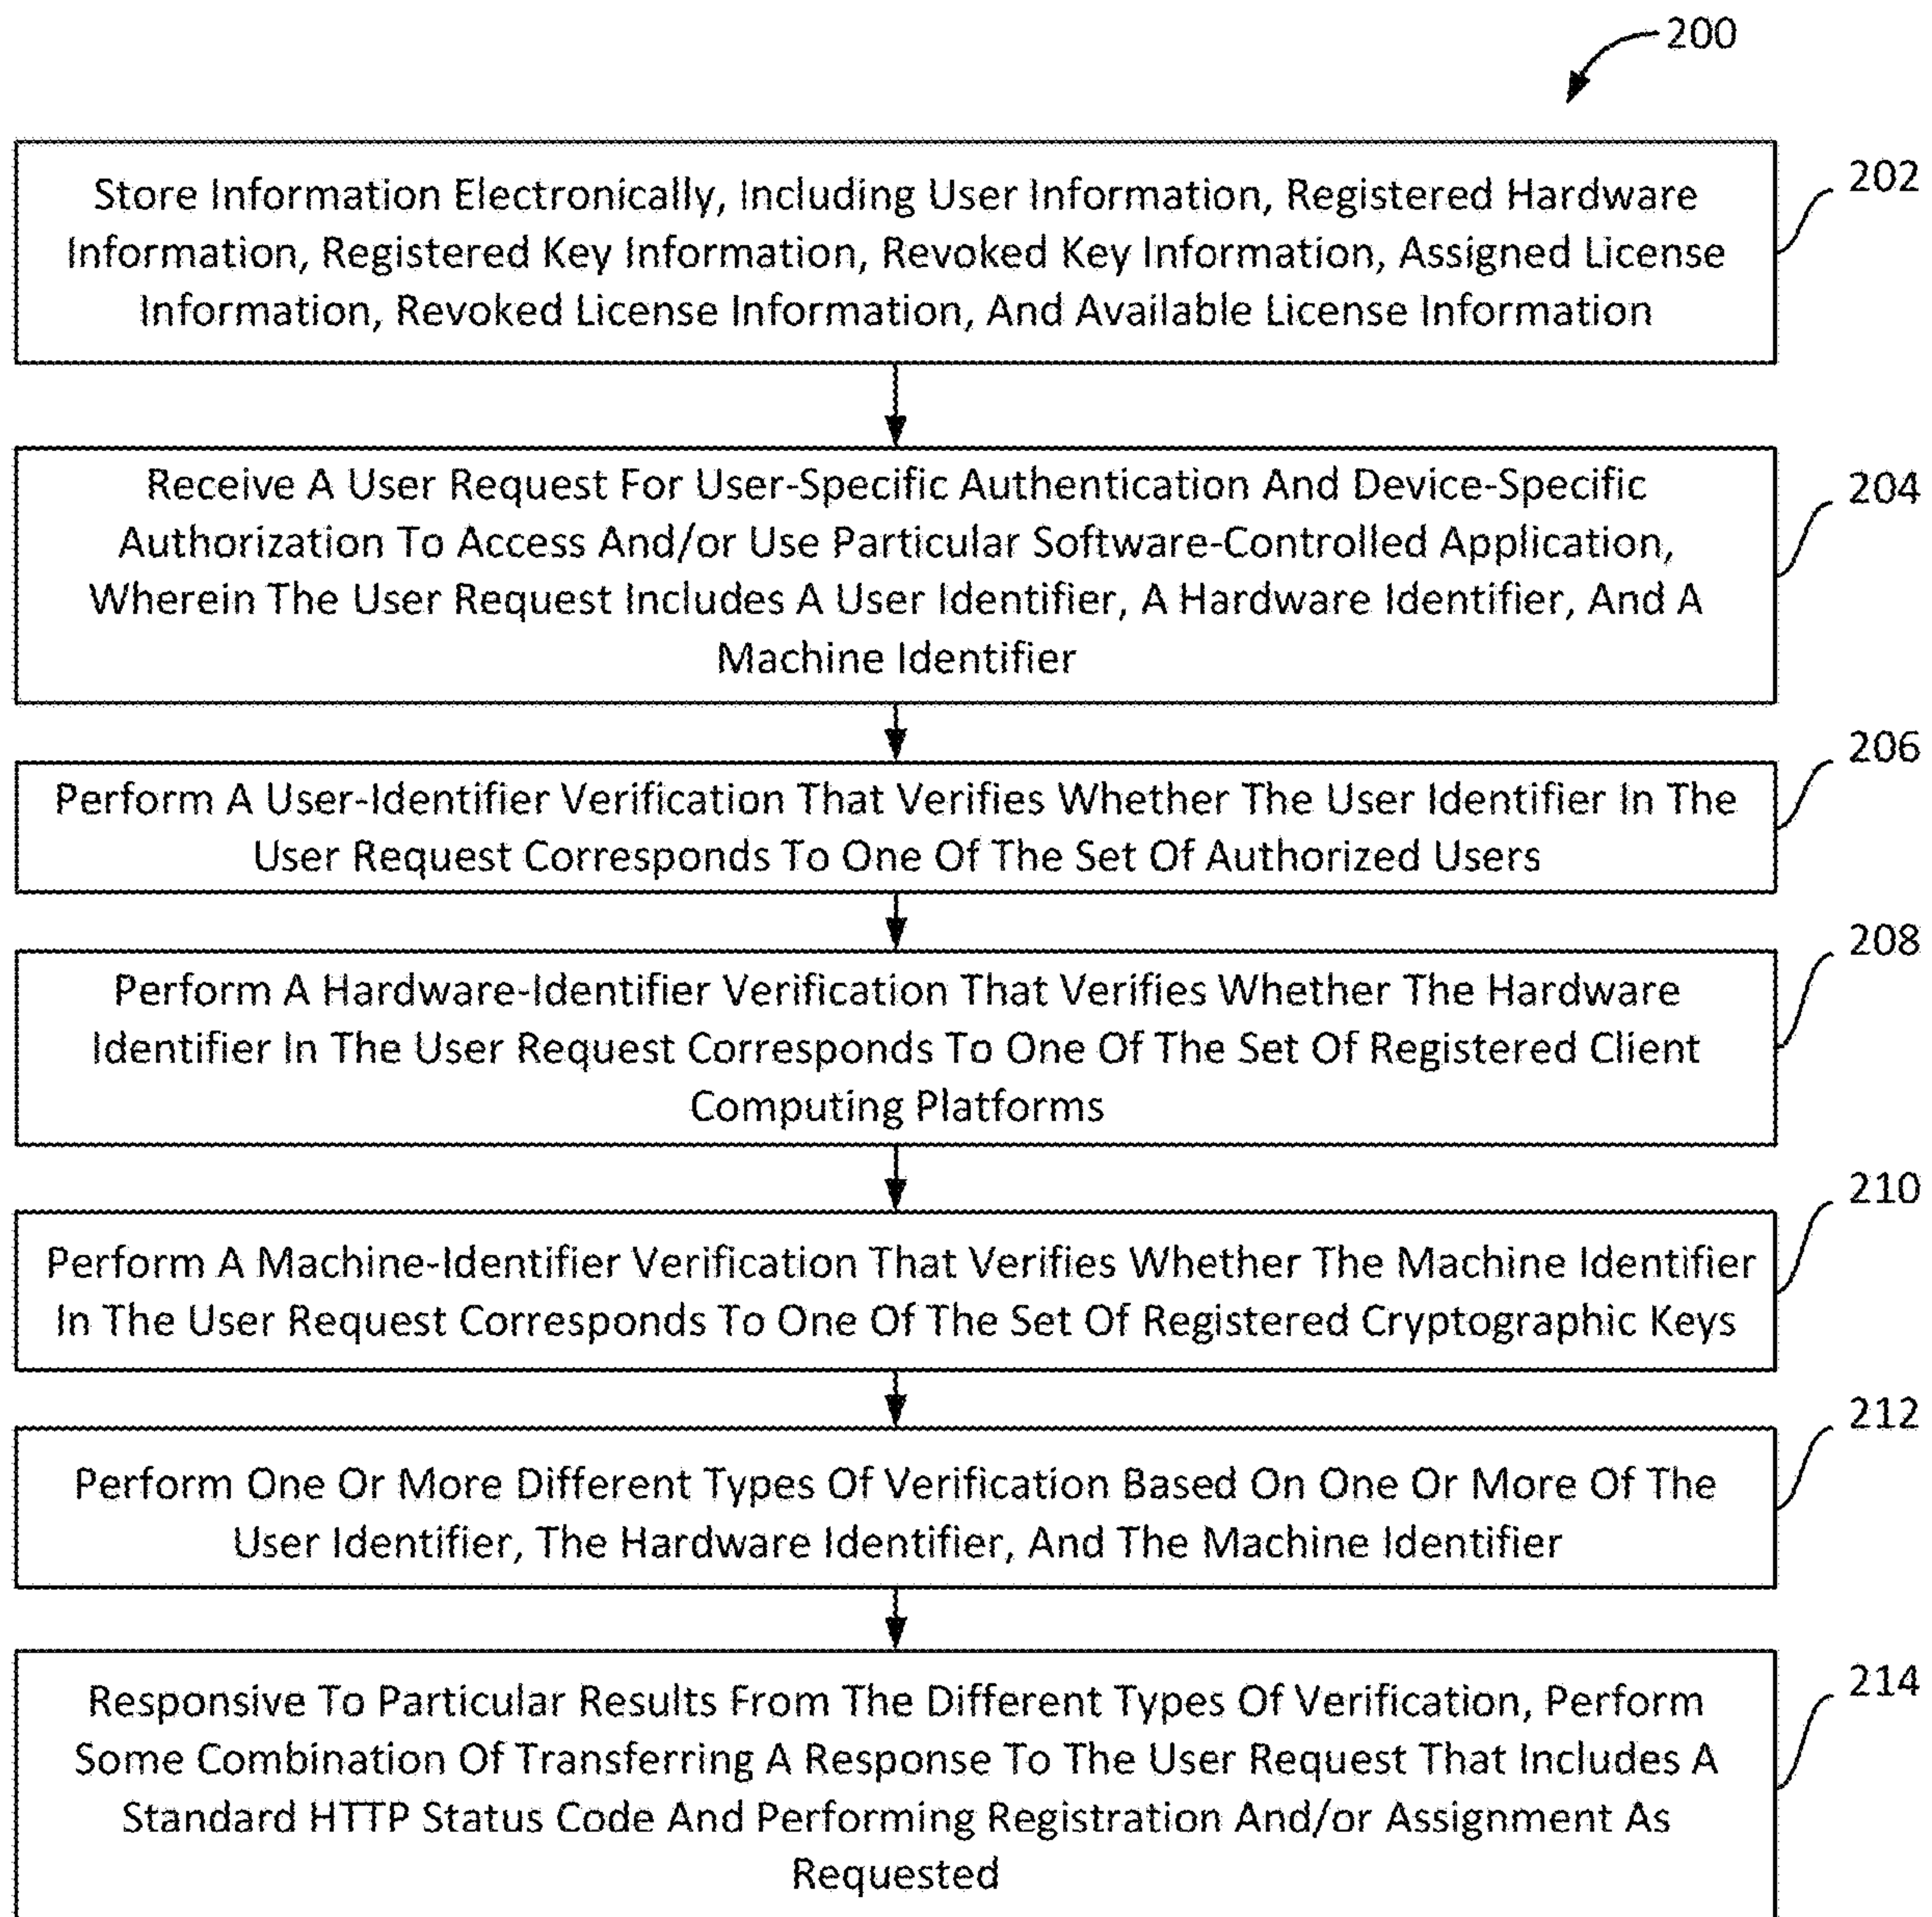 200
Store Information Electronically, Including User Information, Registered Hardware
Information, Registered Key Information, Revoked Key Information, Assigned License
Information, Revoked License Information, And Available License Information
202
Receive A User Request For User-Specific Authentication And Device-Specific
Authorization To Access And/or Use Particular Software-Controlled Application,
Wherein The User Request Includes A User Identifier, A Hardware Identifier, And A
Machine Identifier
204
Perform A User-Identifier Verification That Verifies Whether The User Identifier In The
User Request Corresponds To One Of The Set Of Authorized Users
206
Perform A Hardware-Identifier Verification That Verifies Whether The Hardware
Identifier In The User Request Corresponds To One Of The Set Of Registered Client
Computing Platforms
208
Perform A Machine-Identifier Verification That Verifies Whether The Machine Identifier
In The User Request Corresponds To One Of The Set Of Registered Cryptographic Keys
210
Perform One Or More Different Types Of Verification Based On One Or More Of The
User Identifier, The Hardware Identifier, And The Machine Identifier
212
Responsive To Particular Results From The Different Types Of Verification, Perform
Some Combination Of Transferring A Response To The User Request That Includes A
Standard HTTP Status Code And Performing Registration And/or Assignment As
Requested
214